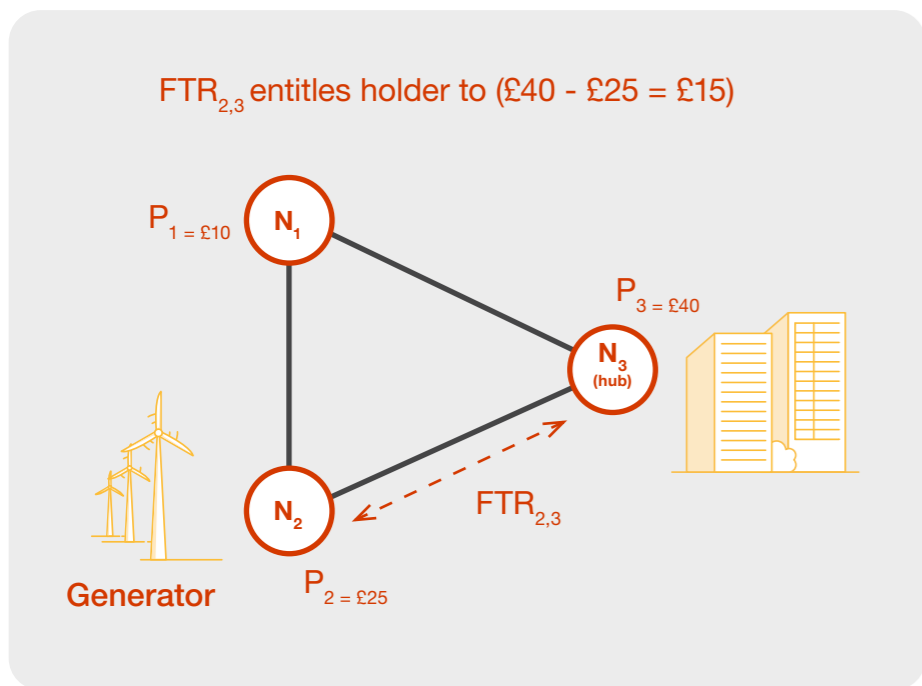 FTR2,3 entitles holder to (£40 - £25 = £15)
N1
P1 = £10
P3 = £40
N3
(hub)
N2
FTR2,3
P2 = £25
Generator